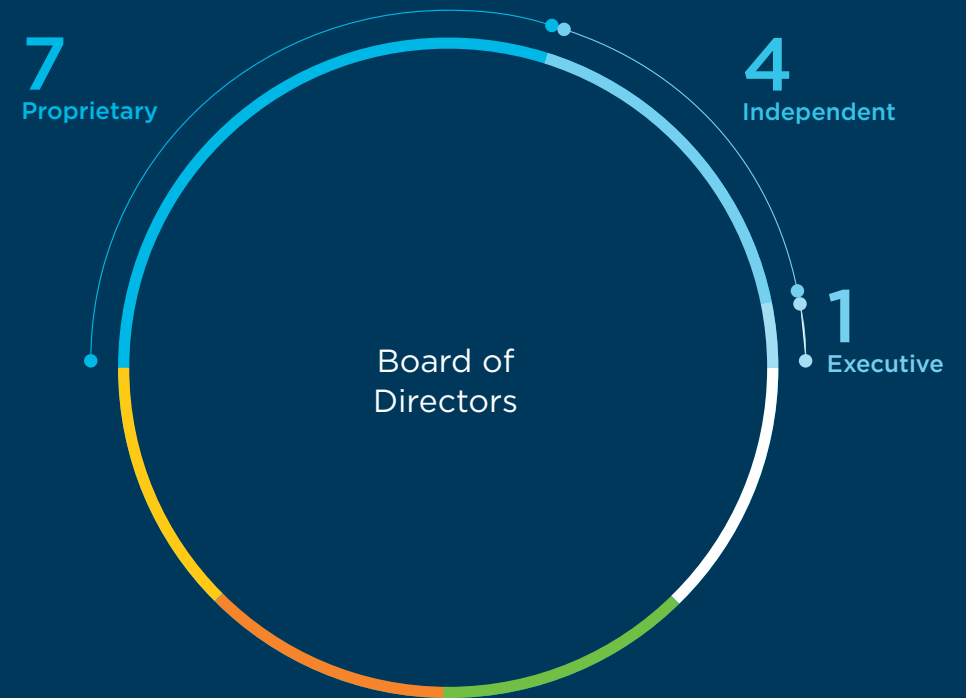 7
Proprietary
4
Independent
1
Executive
Board of
Directors